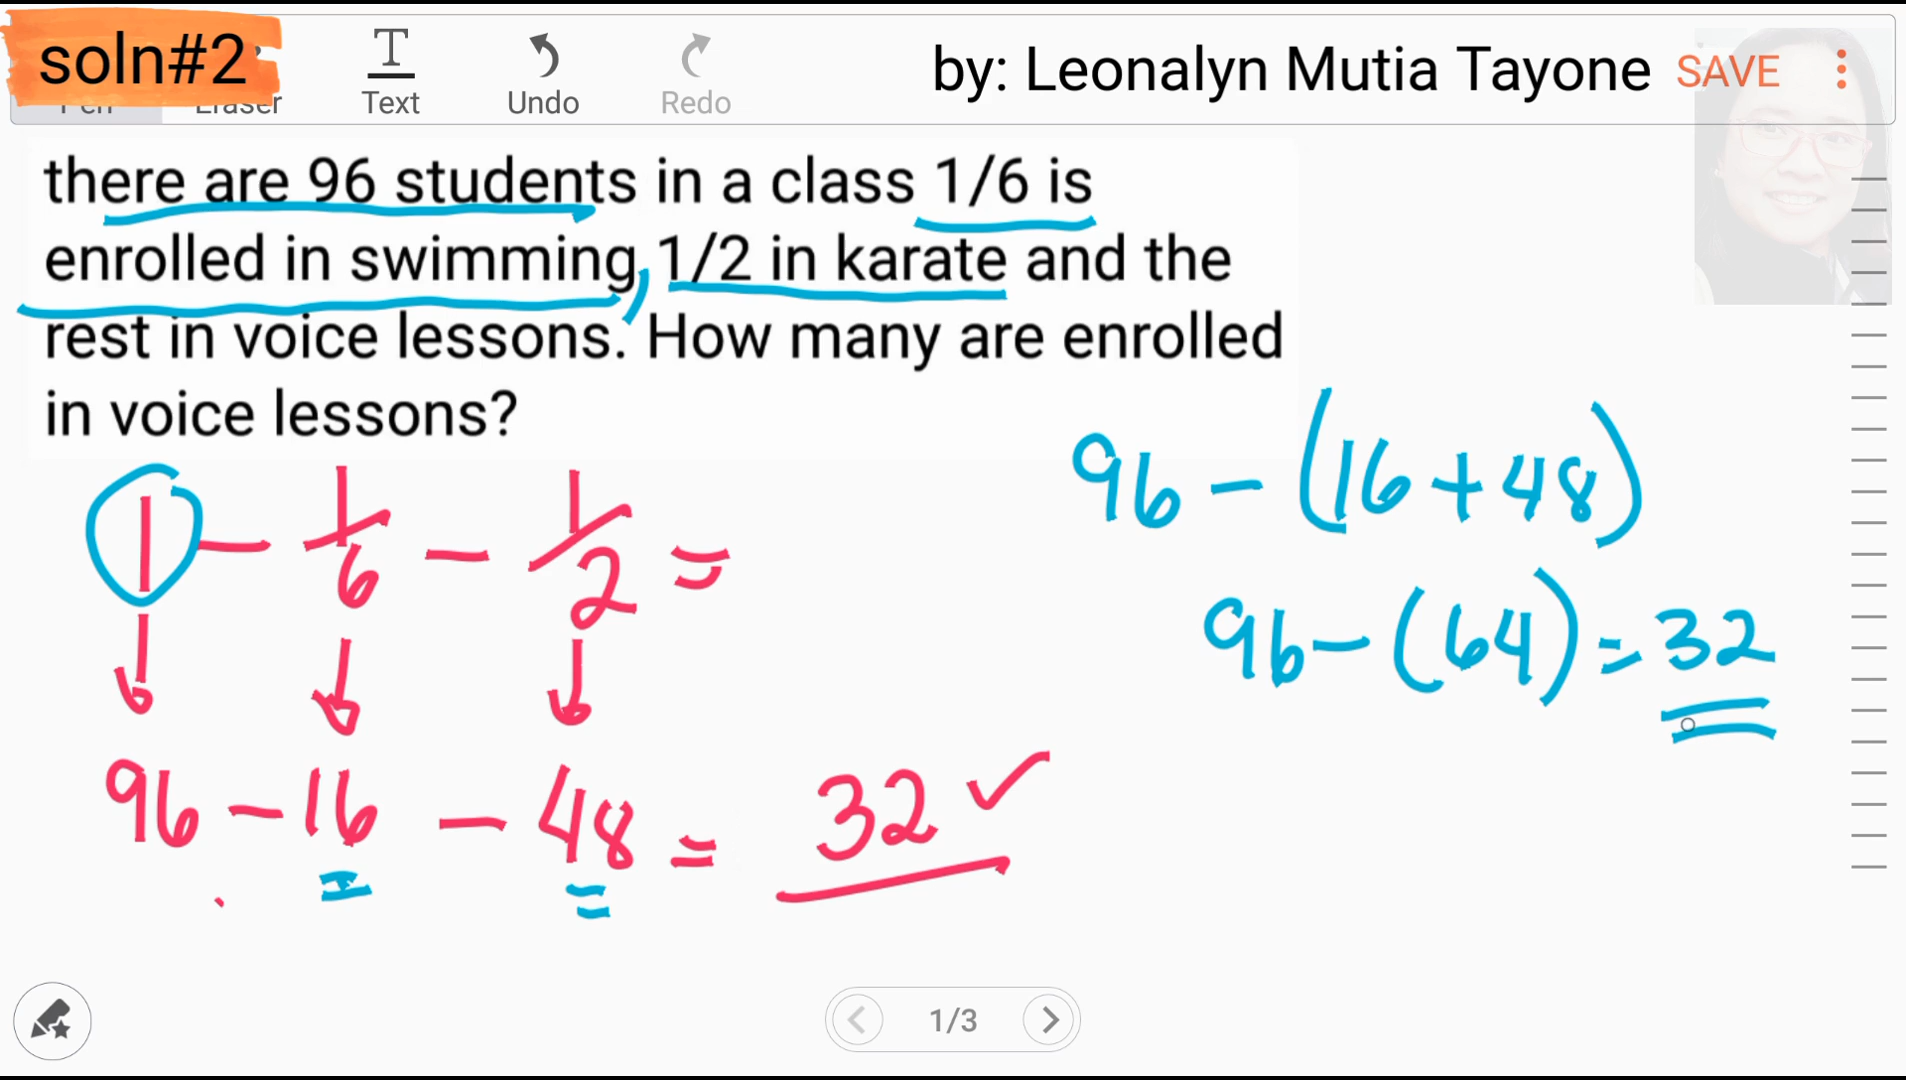 soln#2
by: Leonalyn Mutia Tayone
SAVE
Pen
Eraser
Text
Undo
Redo
there are 96 students in a class 1/6 is
enrolled in swimming, 1/2 in karate and the
rest in voice lessons. How many are enrolled
in voice lessons?
96 - (16+48)
1 - 1/6 - 1/2 =
96 - (64) = 32
96 - 16 - 48 = 32 ✓
1/3